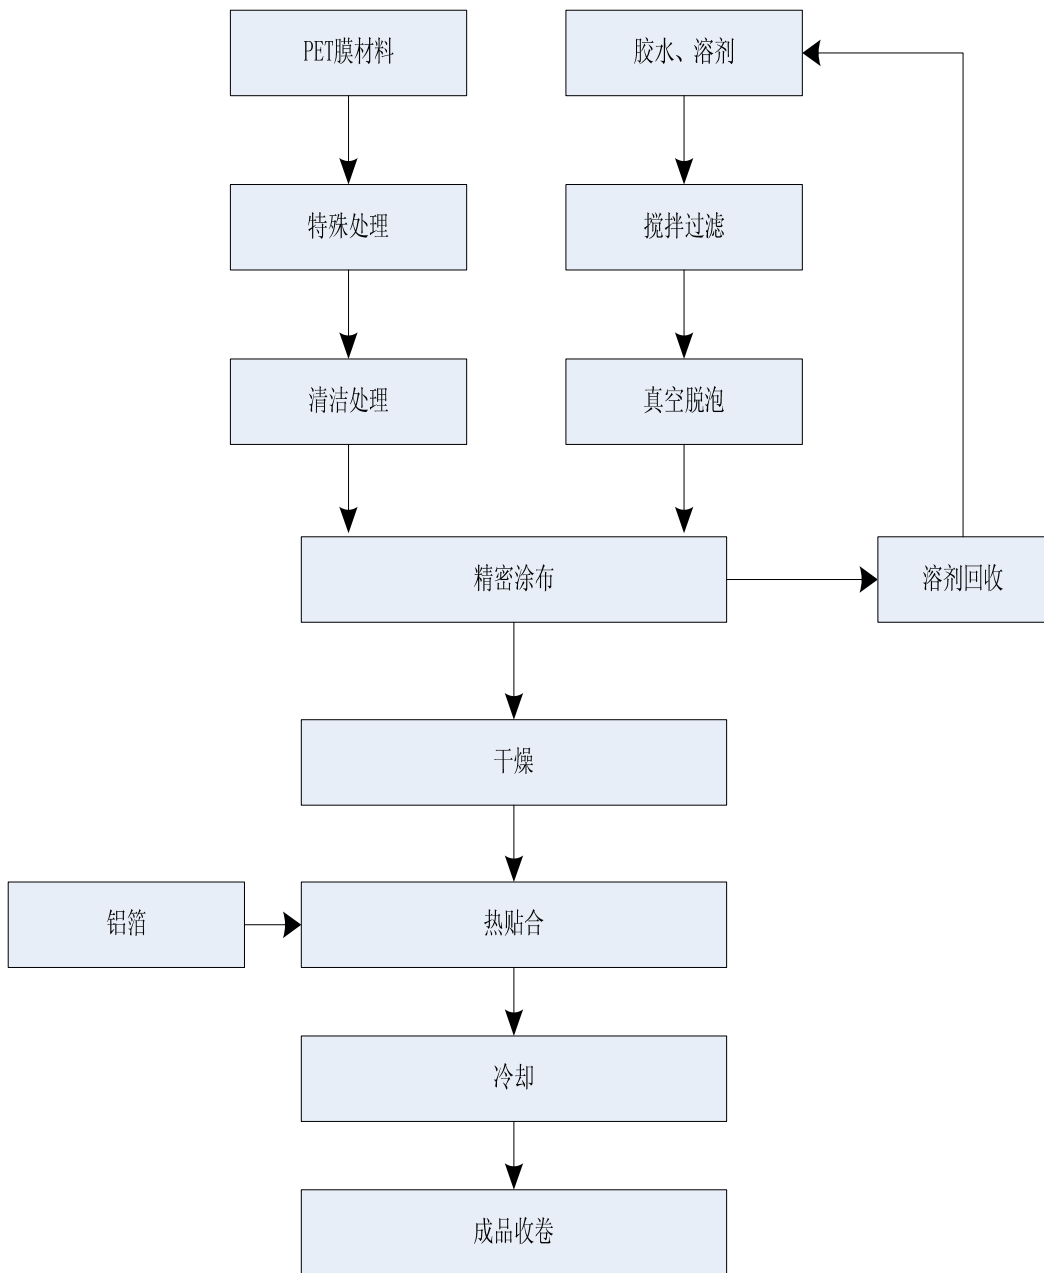 PET膜材料
胶水、溶剂
特殊处理
搅拌过滤
清洁处理
真空脱泡
精密涂布
溶剂回收
干燥
铝箔
热贴合
冷却
成品收卷